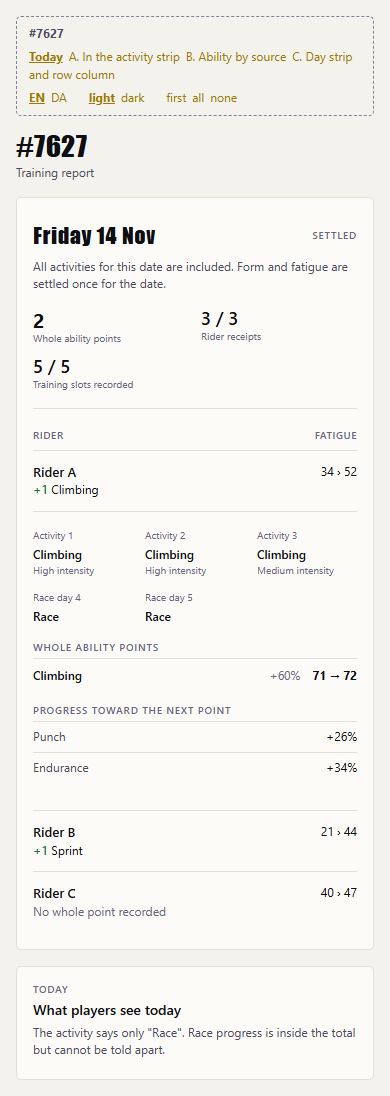 #7627
Today A. In the activity strip B. Ability by source C. Day strip
and row column
EN DA light dark first all none
#7627
Training report
Friday 14 Nov SETTLED
All activities for this date are included. Form and fatigue are
settled once for the date.
2 3 / 3
Whole ability points Rider receipts
5 / 5
Training slots recorded
RIDER FATIGUE
Rider A 34 › 52
+1 Climbing
Activity 1 Activity 2 Activity 3
Climbing Climbing Climbing
High intensity High intensity Medium intensity
Race day 4 Race day 5
Race Race
WHOLE ABILITY POINTS
Climbing +60% 71 → 72
PROGRESS TOWARD THE NEXT POINT
Punch +26%
Endurance +34%
Rider B 21 › 44
+1 Sprint
Rider C 40 › 47
No whole point recorded
TODAY
What players see today
The activity says only "Race". Race progress is inside the total
but cannot be told apart.